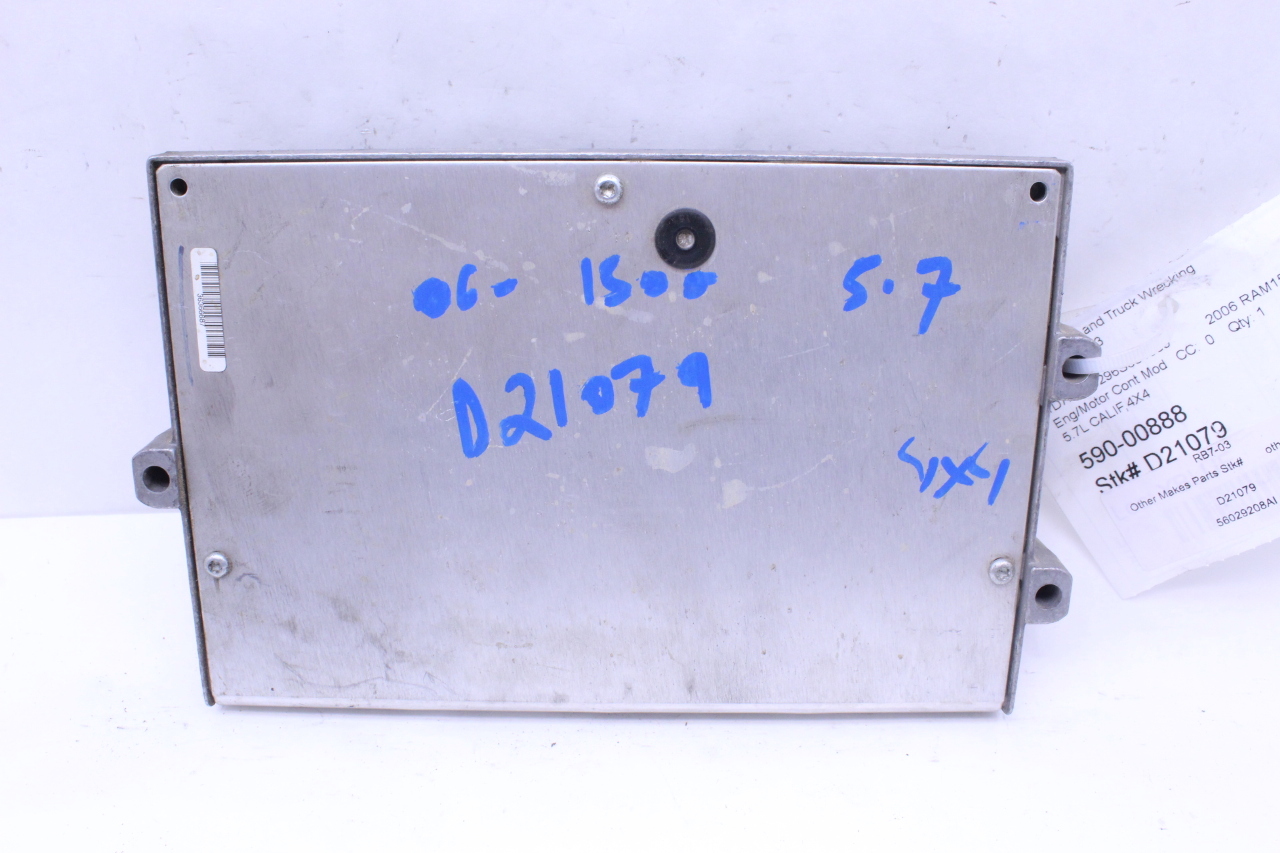 06- 1500 5.7
D21079
4x4
and Truck Wrecking
2006 RAM15
Eng/Motor Cont Mod CC: 0 Qty: 1
5.7L CALIF,4X4
590-00888
Stk# D21079
RB7-03
Other Makes Parts Stk#
D21079
56029208AI